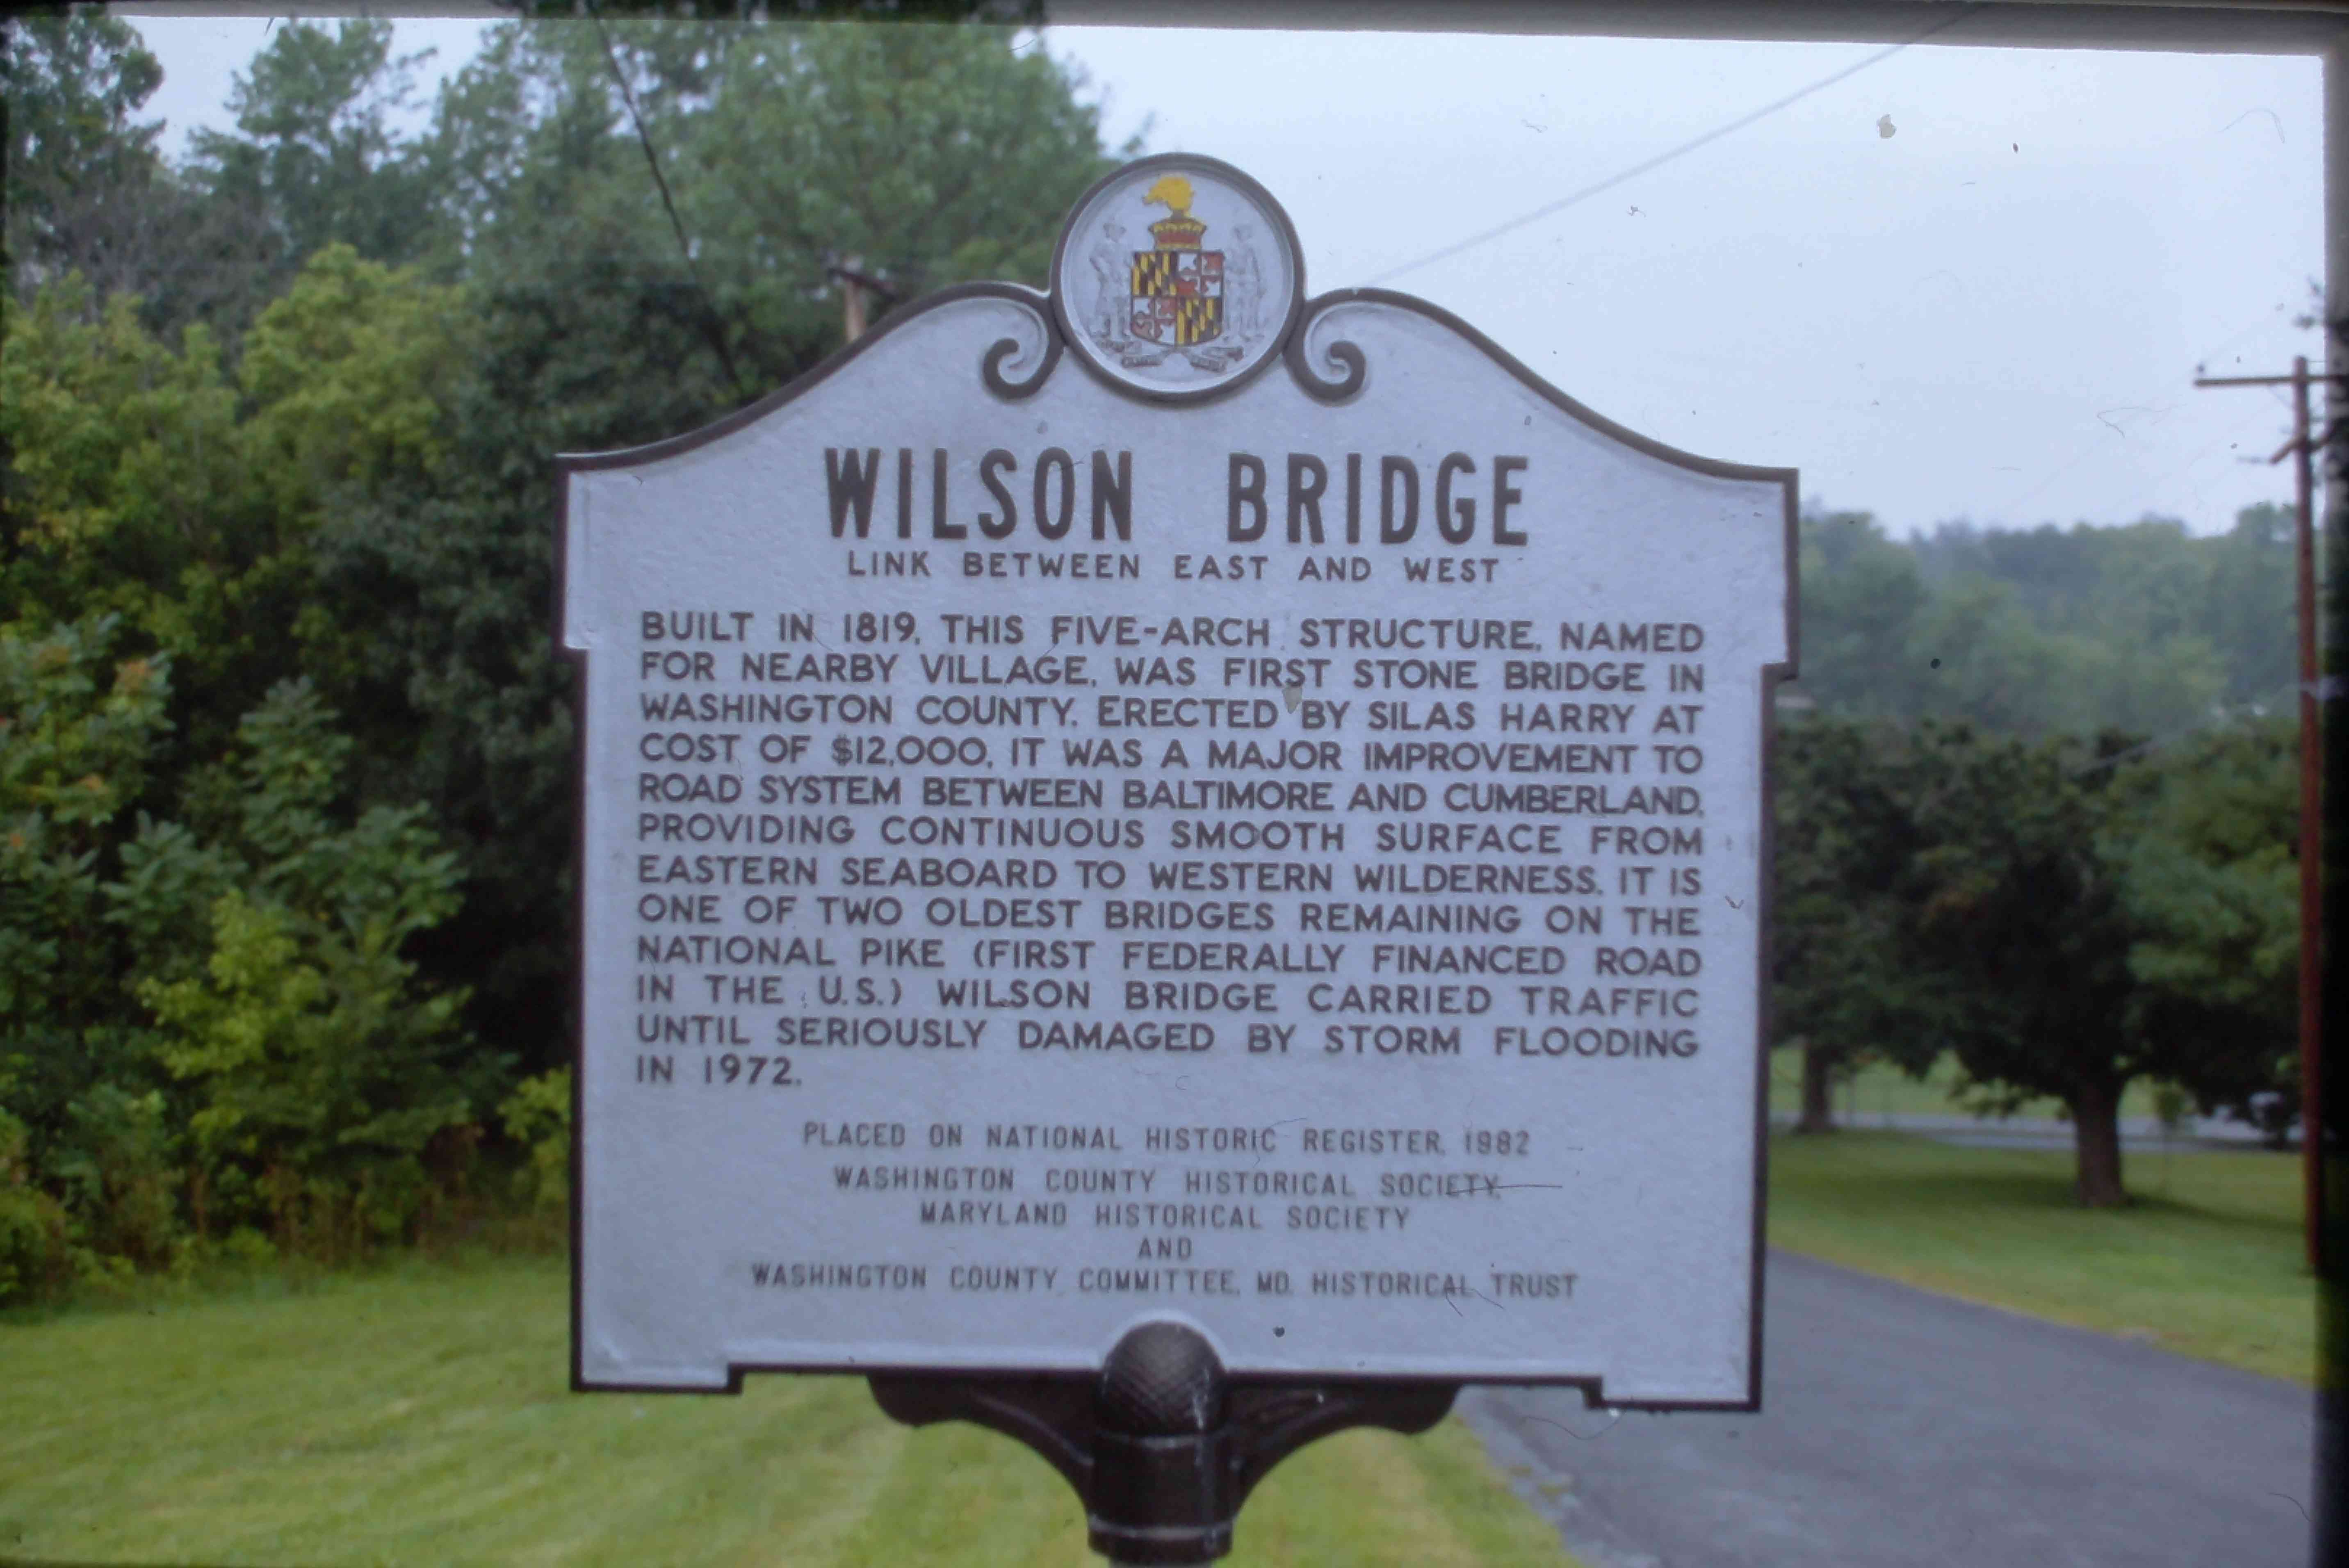 WILSON BRIDGE
LINK BETWEEN EAST AND WEST
BUILT IN 1819, THIS FIVE-ARCH STRUCTURE, NAMED
FOR NEARBY VILLAGE, WAS FIRST STONE BRIDGE IN
WASHINGTON COUNTY. ERECTED BY SILAS HARRY AT
COST OF $12,000, IT WAS A MAJOR IMPROVEMENT TO
ROAD SYSTEM BETWEEN BALTIMORE AND CUMBERLAND,
PROVIDING CONTINUOUS SMOOTH SURFACE FROM
EASTERN SEABOARD TO WESTERN WILDERNESS. IT IS
ONE OF TWO OLDEST BRIDGES REMAINING ON THE
NATIONAL PIKE (FIRST FEDERALLY FINANCED ROAD
IN THE U.S.) WILSON BRIDGE CARRIED TRAFFIC
UNTIL SERIOUSLY DAMAGED BY STORM FLOODING
IN 1972.
PLACED ON NATIONAL HISTORIC REGISTER, 1982
WASHINGTON COUNTY HISTORICAL SOCIETY,
MARYLAND HISTORICAL SOCIETY
AND
WASHINGTON COUNTY COMMITTEE, MD. HISTORICAL TRUST